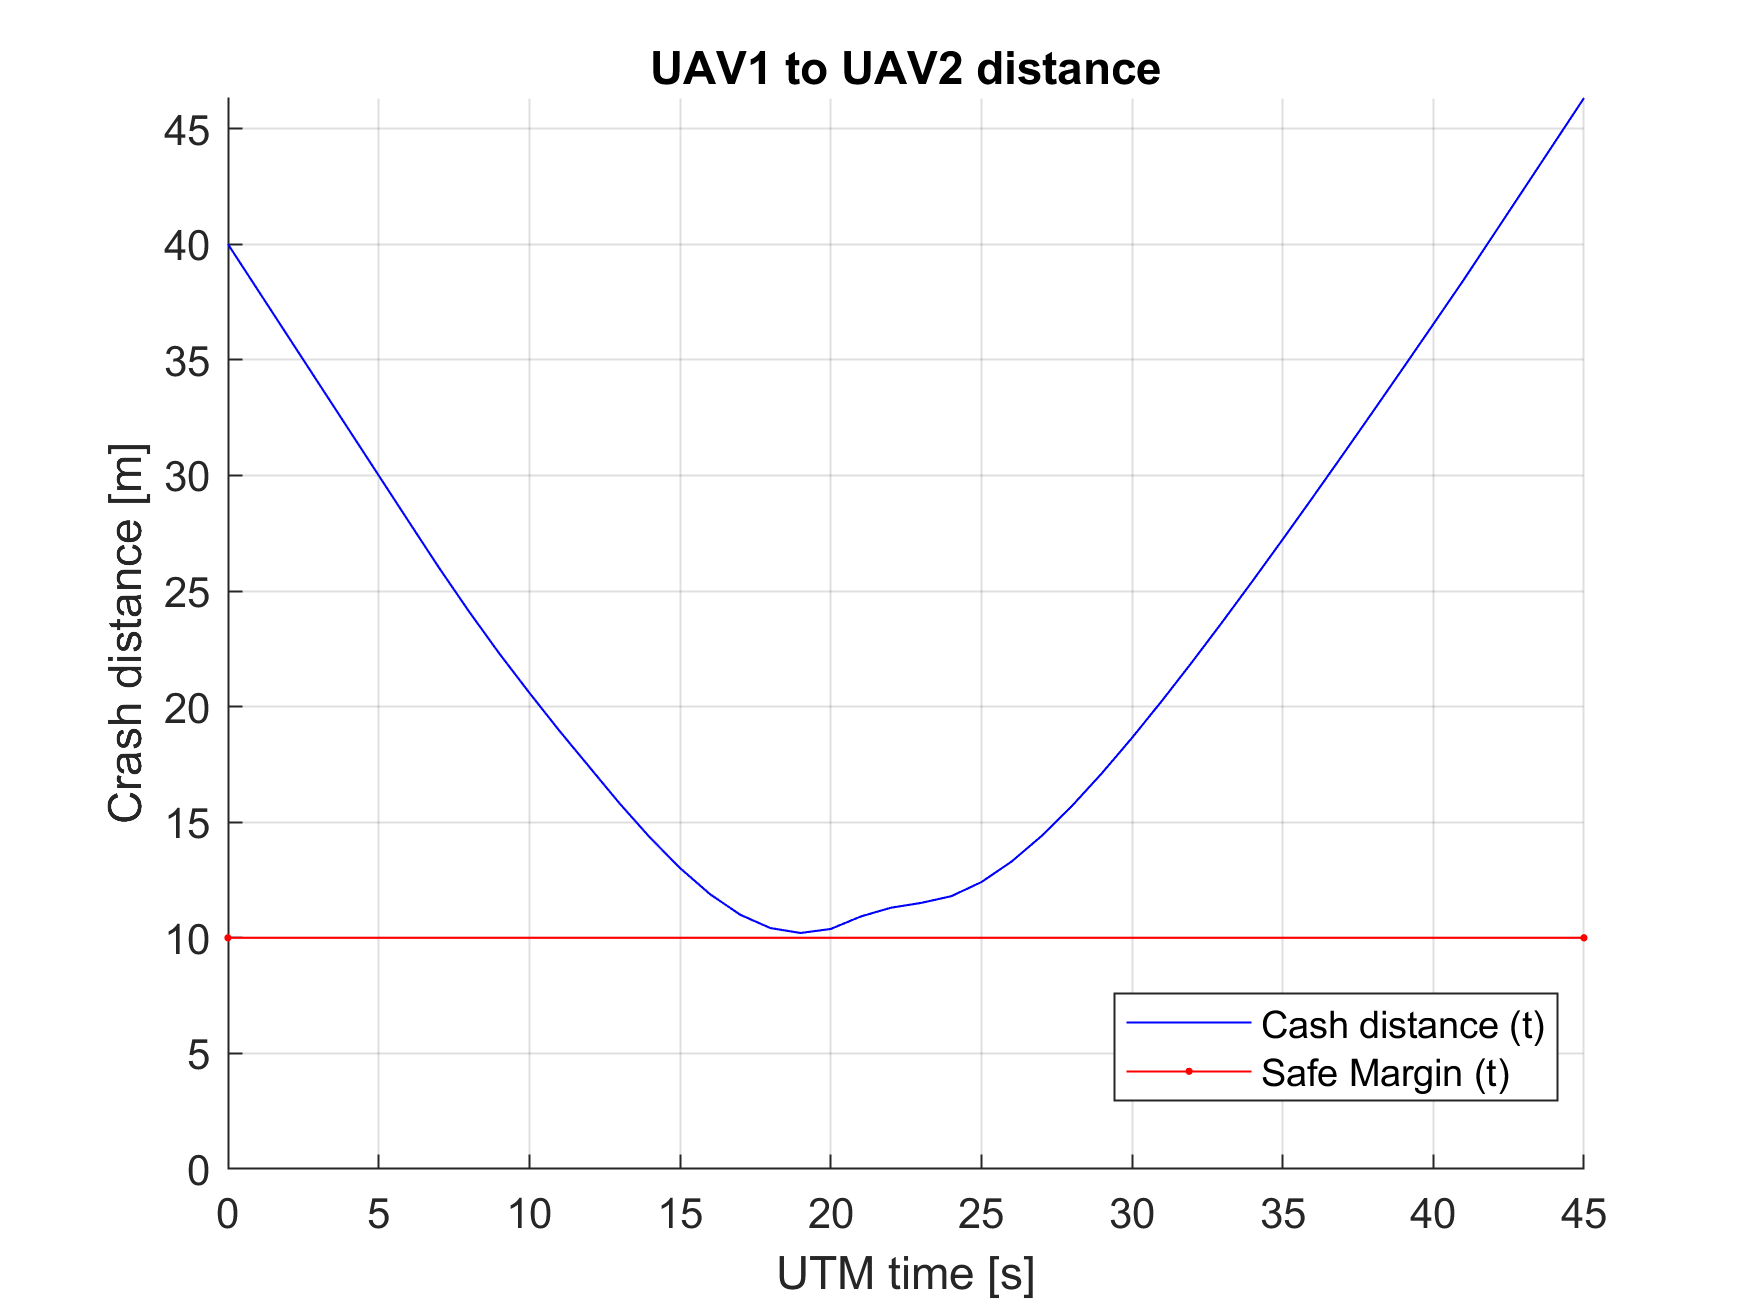 UAV1 to UAV2 distance
45
40
35
30
25
20
15
10
5
0
Crash distance [m]
Cash distance (t)
Safe Margin (t)
0 5 10 15 20 25 30 35 40 45
UTM time [s]